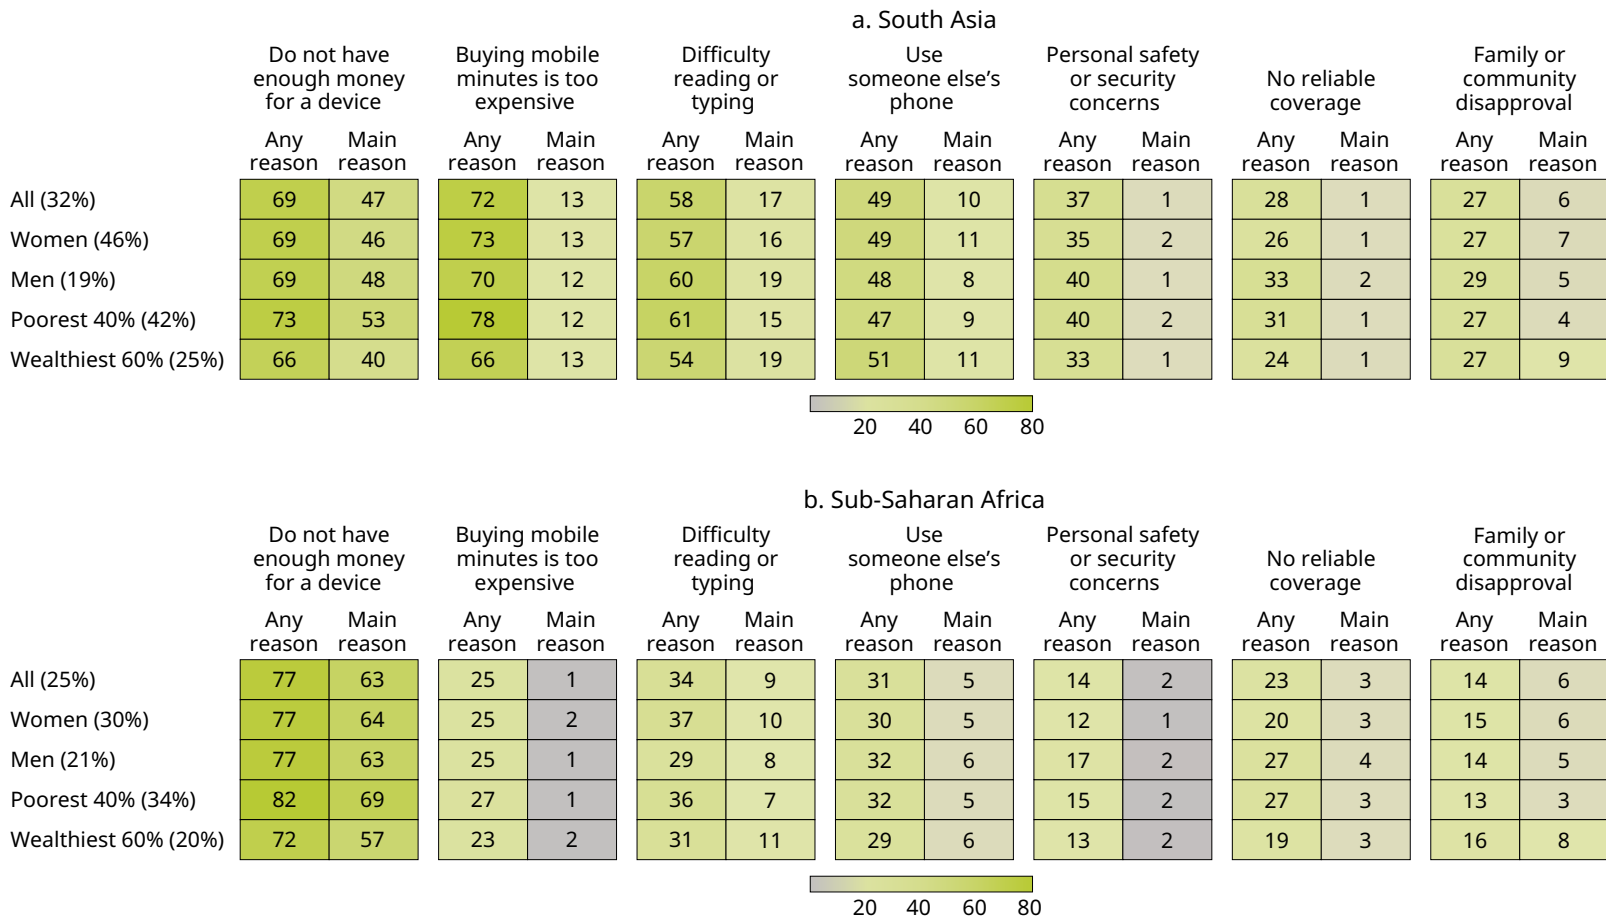 a. South Asia
Do not have
enough money
for a device
Buying mobile
minutes is too
expensive
Difficulty
reading or
typing
Use
someone else’s
phone
Personal safety
or security
concerns
No reliable
coverage
Family or
community
disapproval
Any reason Main reason Any reason Main reason Any reason Main reason Any reason Main reason Any reason Main reason Any reason Main reason Any reason Main reason
All (32%) 69 47 72 13 58 17 49 10 37 1 28 1 27 6
Women (46%) 69 46 73 13 57 16 49 11 35 2 26 1 27 7
Men (19%) 69 48 70 12 60 19 48 8 40 1 33 2 29 5
Poorest 40% (42%) 73 53 78 12 61 15 47 9 40 2 31 1 27 4
Wealthiest 60% (25%) 66 40 66 13 54 19 51 11 33 1 24 1 27 9
20 40 60 80
b. Sub-Saharan Africa
Do not have
enough money
for a device
Buying mobile
minutes is too
expensive
Difficulty
reading or
typing
Use
someone else’s
phone
Personal safety
or security
concerns
No reliable
coverage
Family or
community
disapproval
Any reason Main reason Any reason Main reason Any reason Main reason Any reason Main reason Any reason Main reason Any reason Main reason Any reason Main reason
All (25%) 77 63 25 1 34 9 31 5 14 2 23 3 14 6
Women (30%) 77 64 25 2 37 10 30 5 12 1 20 3 15 6
Men (21%) 77 63 25 1 29 8 32 6 17 2 27 4 14 5
Poorest 40% (34%) 82 69 27 1 36 7 32 5 15 2 27 3 13 3
Wealthiest 60% (20%) 72 57 23 2 31 11 29 6 13 2 19 3 16 8
20 40 60 80